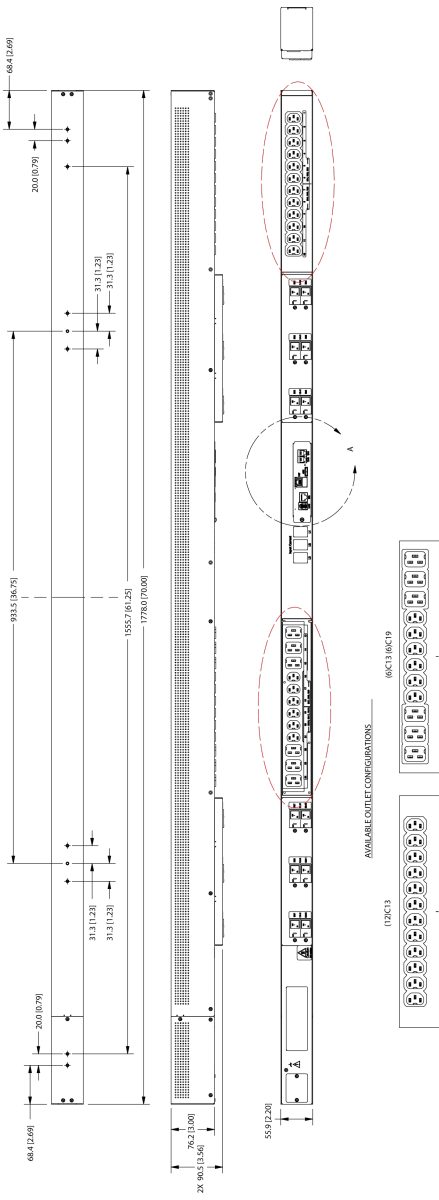 68.4 [2.69]
20.0 [0.79]
31.3 [1.23]
31.3 [1.23]
933.5 [36.75]
1555.7 [61.25]
1778.0 [70.00]
31.3 [1.23]
31.3 [1.23]
20.0 [0.79]
68.4 [2.69]
76.2 [3.00]
2X 90.5 [3.56]
55.9 [2.20]
A
AVAILABLE OUTLET CONFIGURATIONS
(12)C13
(6)C13 (6)C19